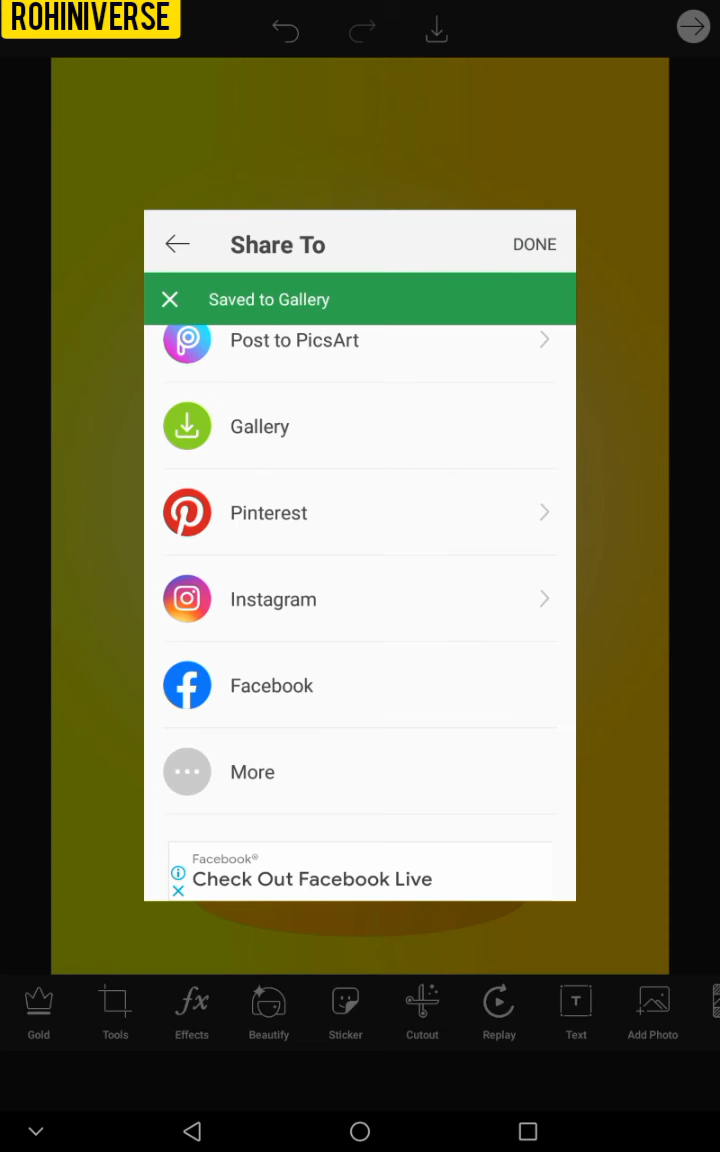 ROHINIVERSE
Share To
DONE
Saved to Gallery
Post to PicsArt
Gallery
Pinterest
Instagram
Facebook
More
Facebook®
Check Out Facebook Live
fx
T
Gold
Tools
Effects
Beautify
Sticker
Cutout
Replay
Text
Add Photo